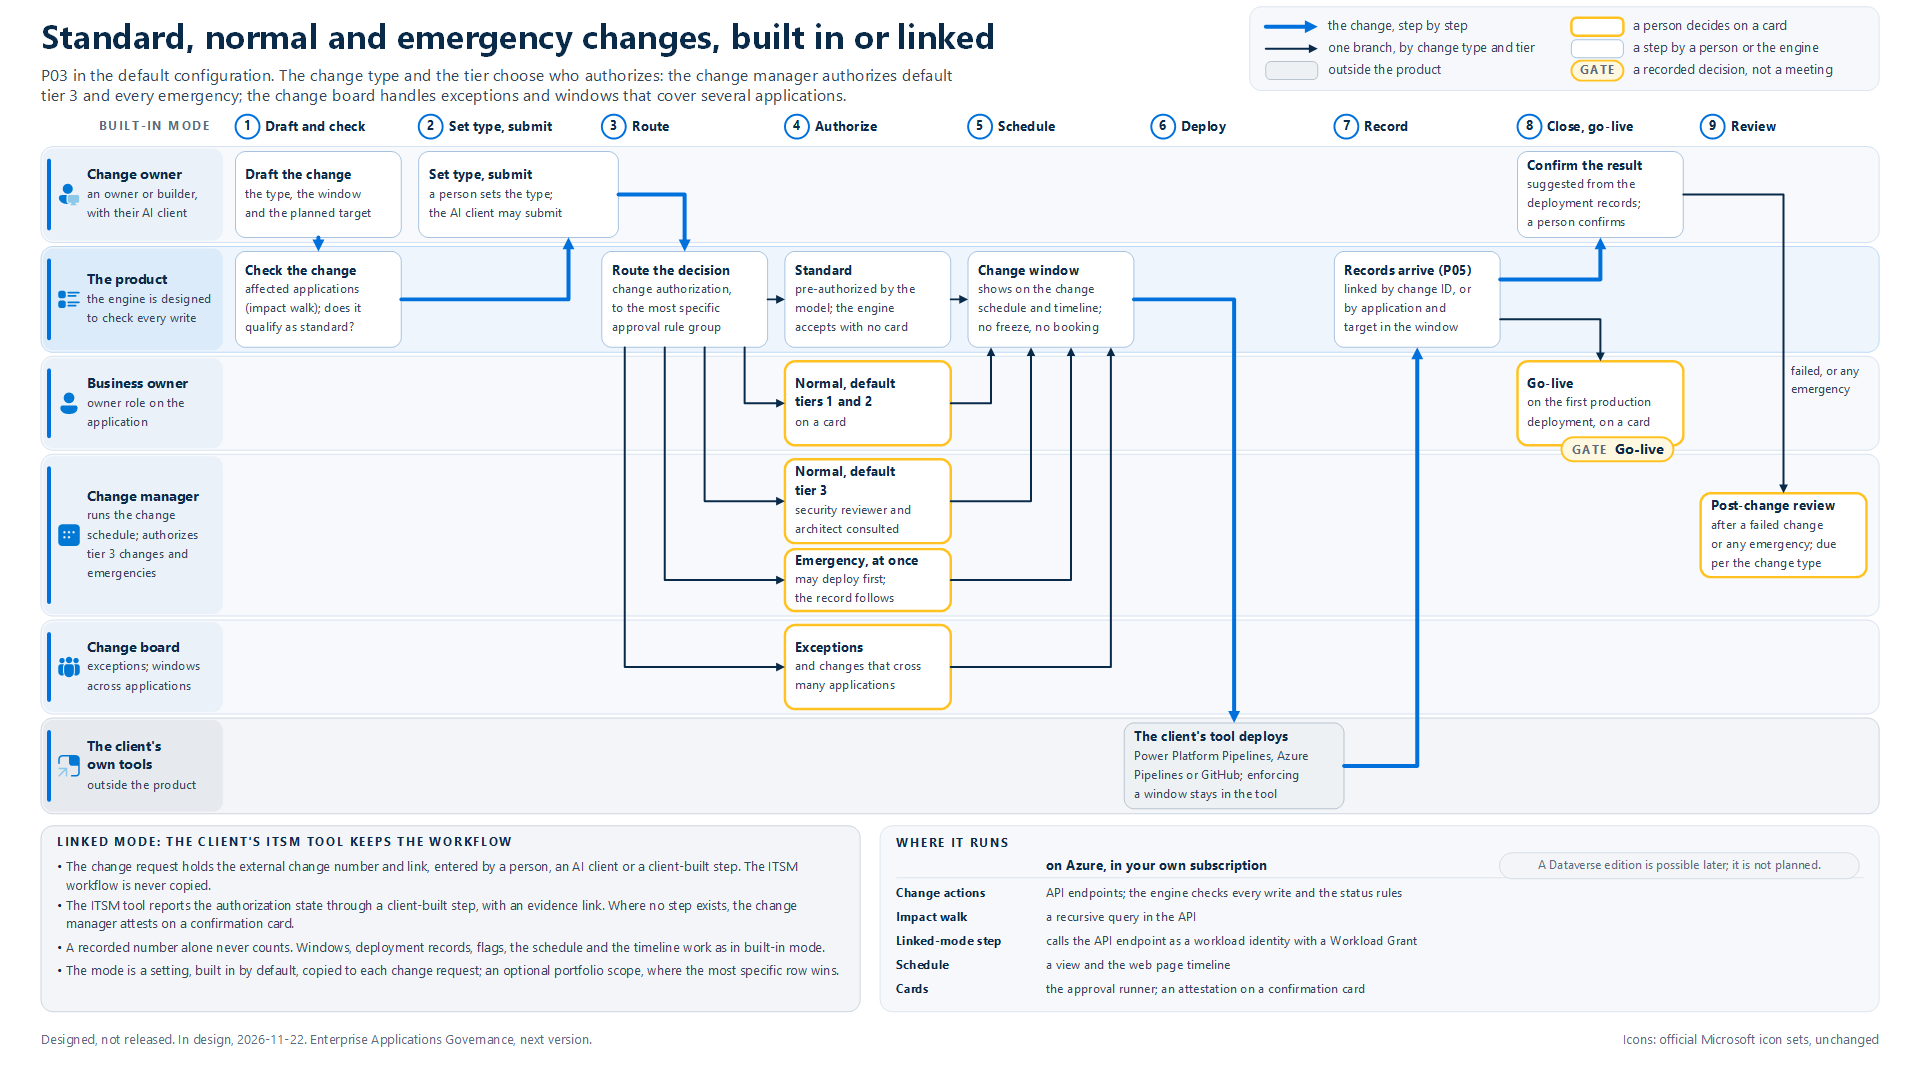 Standard, normal and emergency changes, built in or linked
P03 in the default configuration. The change type and the tier choose who authorizes: the change manager authorizes default
tier 3 and every emergency; the change board handles exceptions and windows that cover several applications.
the change, step by step
one branch, by change type and tier
outside the product
a person decides on a card
a step by a person or the engine
GATE a recorded decision, not a meeting
BUILT-IN MODE
1 Draft and check
2 Set type, submit
3 Route
4 Authorize
5 Schedule
6 Deploy
7 Record
8 Close, go-live
9 Review
Change owner
an owner or builder,
with their AI client
Draft the change
the type, the window
and the planned target
Set type, submit
a person sets the type;
the AI client may submit
Confirm the result
suggested from the
deployment records;
a person confirms
The product
the engine is designed
to check every write
Check the change
affected applications
(impact walk); does it
qualify as standard?
Route the decision
change authorization,
to the most specific
approval rule group
Standard
pre-authorized by the
model; the engine
accepts with no card
Change window
shows on the change
schedule and timeline;
no freeze, no booking
Records arrive (P05)
linked by change ID, or
by application and
target in the window
Business owner
owner role on the
application
Normal, default
tiers 1 and 2
on a card
Go-live
on the first production
deployment, on a card
GATE Go-live
failed, or any
emergency
Change manager
runs the change
schedule; authorizes
tier 3 changes and
emergencies
Normal, default
tier 3
security reviewer and
architect consulted
Emergency, at once
may deploy first;
the record follows
Post-change review
after a failed change
or any emergency; due
per the change type
Change board
exceptions; windows
across applications
Exceptions
and changes that cross
many applications
The client's
own tools
outside the product
The client's tool deploys
Power Platform Pipelines, Azure
Pipelines or GitHub; enforcing
a window stays in the tool
LINKED MODE: THE CLIENT'S ITSM TOOL KEEPS THE WORKFLOW
• The change request holds the external change number and link, entered by a person, an AI client or a client-built step. The ITSM
workflow is never copied.
• The ITSM tool reports the authorization state through a client-built step, with an evidence link. Where no step exists, the change
manager attests on a confirmation card.
• A recorded number alone never counts. Windows, deployment records, flags, the schedule and the timeline work as in built-in mode.
• The mode is a setting, built in by default, copied to each change request; an optional portfolio scope, where the most specific row wins.
WHERE IT RUNS
on Azure, in your own subscription
A Dataverse edition is possible later; it is not planned.
Change actions API endpoints; the engine checks every write and the status rules
Impact walk a recursive query in the API
Linked-mode step calls the API endpoint as a workload identity with a Workload Grant
Schedule a view and the web page timeline
Cards the approval runner; an attestation on a confirmation card
Designed, not released. In design, 2026-11-22. Enterprise Applications Governance, next version.
Icons: official Microsoft icon sets, unchanged